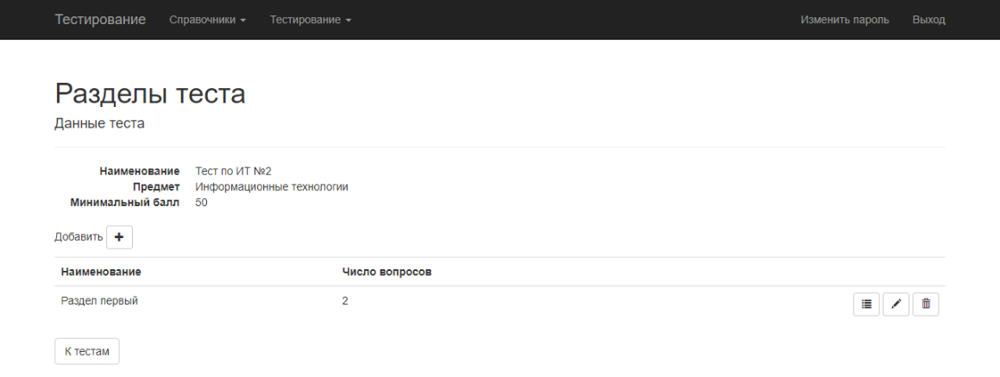 Тестирование Справочники Тестирование Изменить пароль Выход
Разделы теста
Данные теста
Наименование Тест по ИТ №2
Предмет Информационные технологии
Минимальный балл 50
Добавить
Наименование Число вопросов
Раздел первый 2
К тестам